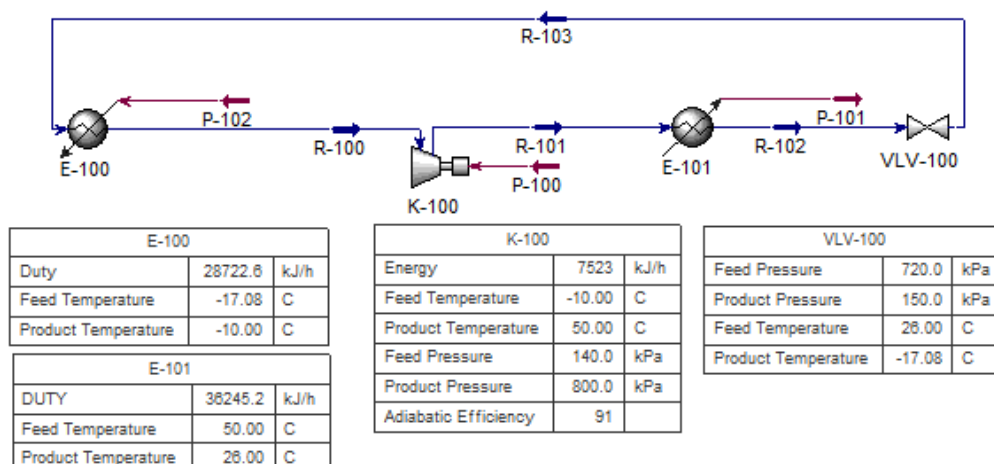 R-103
P-102
P-101
R-100
R-101
R-102
E-100
E-101
VLV-100
P-100
K-100
E-100
Duty 28722.6 kJ/h
Feed Temperature -17.08 C
Product Temperature -10.00 C
E-101
DUTY 36245.2 kJ/h
Feed Temperature 50.00 C
Product Temperature 26.00 C
K-100
Energy 7523 kJ/h
Feed Temperature -10.00 C
Product Temperature 50.00 C
Feed Pressure 140.0 kPa
Product Pressure 800.0 kPa
Adiabatic Efficiency 91
VLV-100
Feed Pressure 720.0 kPa
Product Pressure 150.0 kPa
Feed Temperature 26.00 C
Product Temperature -17.08 C